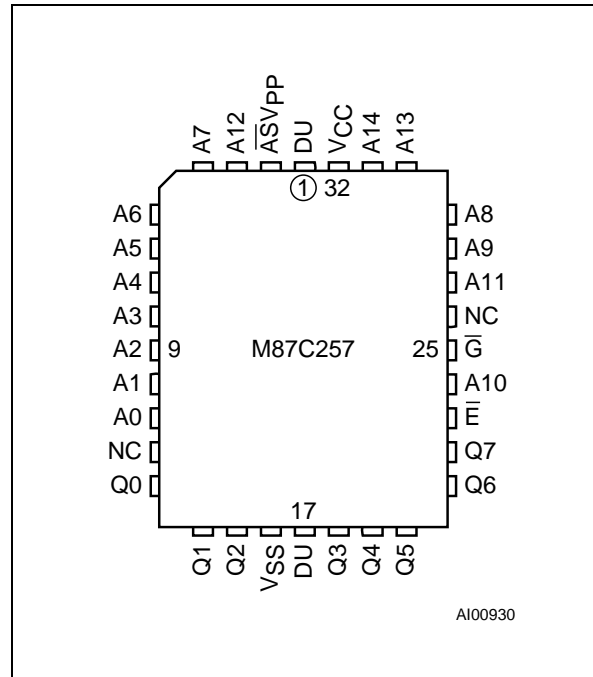 A7 A12 A̅S̅VPP DU VCC A14 A13
1 32
A6 A8
A5 A9
A4 A11
A3 NC
A2 9 M87C257 25 G̅
A1 A10
A0 E̅
NC Q7
Q0 Q6
17
Q1 Q2 VSS DU Q3 Q4 Q5
AI00930